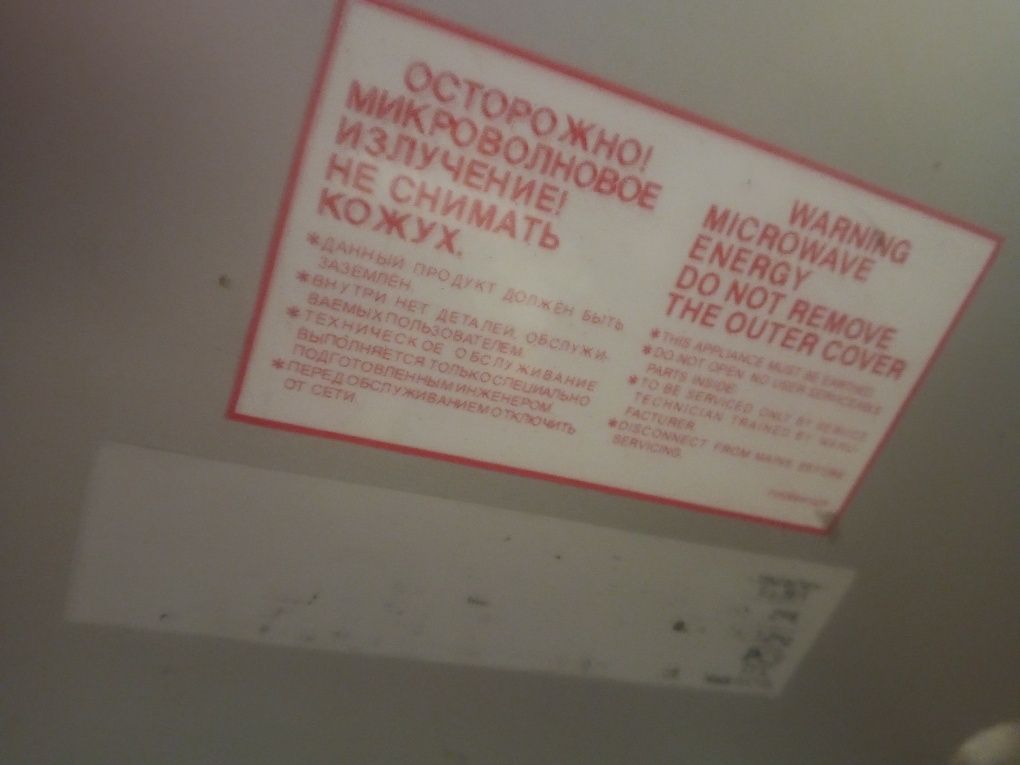 ОСТОРОЖНО!
МИКРОВОЛНОВОЕ
ИЗЛУЧЕНИЕ!
НЕ СНИМАТЬ
КОЖУХ.
*ДАННЫЙ ПРОДУКТ ДОЛЖЕН БЫТЬ
ЗАЗЕМЛЕН.
*ВНУТРИ НЕТ ДЕТАЛЕЙ, ОБСЛУЖИ-
ВАЕМЫХ ПОЛЬЗОВАТЕЛЕМ.
*ТЕХНИЧЕСКОЕ ОБСЛУЖИВАНИЕ
ВЫПОЛНЯЕТСЯ ТОЛЬКО СПЕЦИАЛЬНО
ПОДГОТОВЛЕННЫМ ИНЖЕНЕРОМ.
*ПЕРЕД ОБСЛУЖИВАНИЕМ ОТКЛЮЧИТЬ
ОТ СЕТИ.
WARNING
MICROWAVE
ENERGY
DO NOT REMOVE
THE OUTER COVER
*THIS APPLIANCE MUST BE EARTHED.
*DO NOT OPEN. NO USER SERVICEABLE
PARTS INSIDE.
*TO BE SERVICED ONLY BY SERVICE
TECHNICIAN TRAINED BY MANU-
FACTURER.
*DISCONNECT FROM MAINS BEFORE
SERVICING.